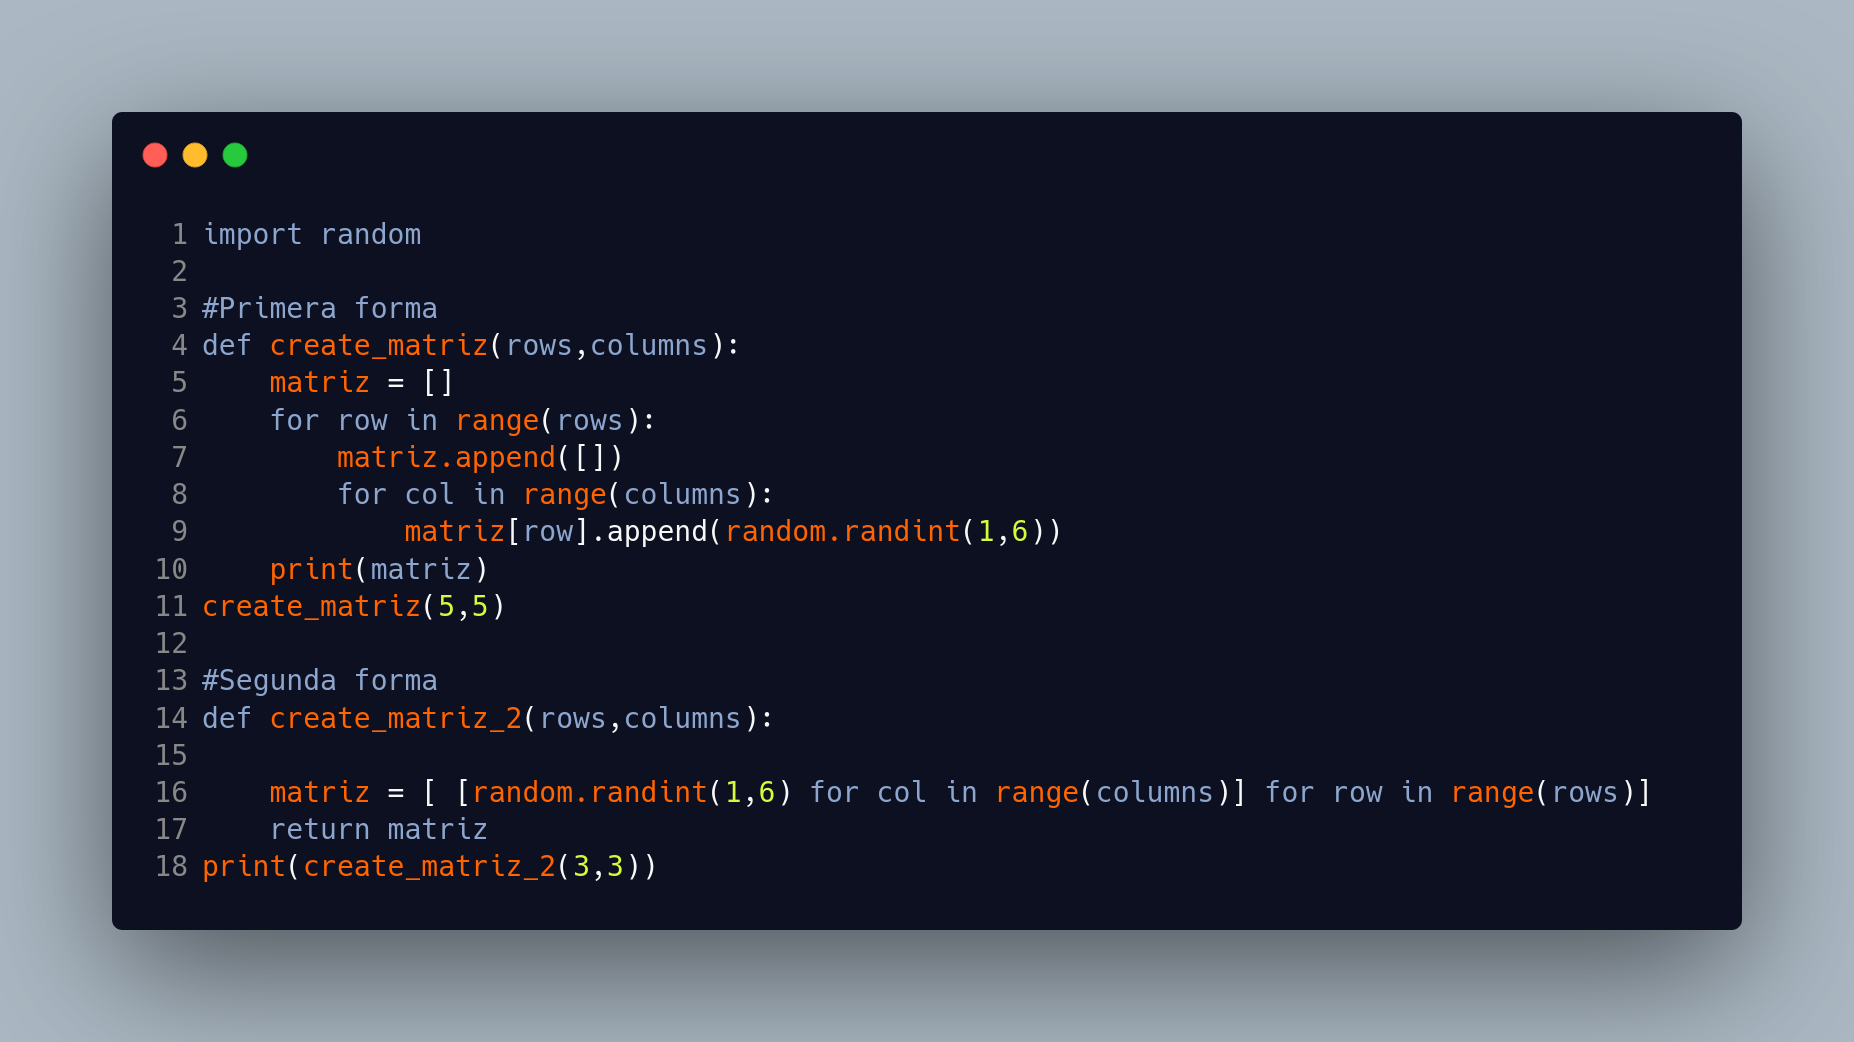 1 import random
2
3 #Primera forma
4 def create_matriz(rows,columns):
5     matriz = []
6     for row in range(rows):
7         matriz.append([])
8         for col in range(columns):
9             matriz[row].append(random.randint(1,6))
10     print(matriz)
11 create_matriz(5,5)
12
13 #Segunda forma
14 def create_matriz_2(rows,columns):
15
16     matriz = [ [random.randint(1,6) for col in range(columns)] for row in range(rows)]
17     return matriz
18 print(create_matriz_2(3,3))